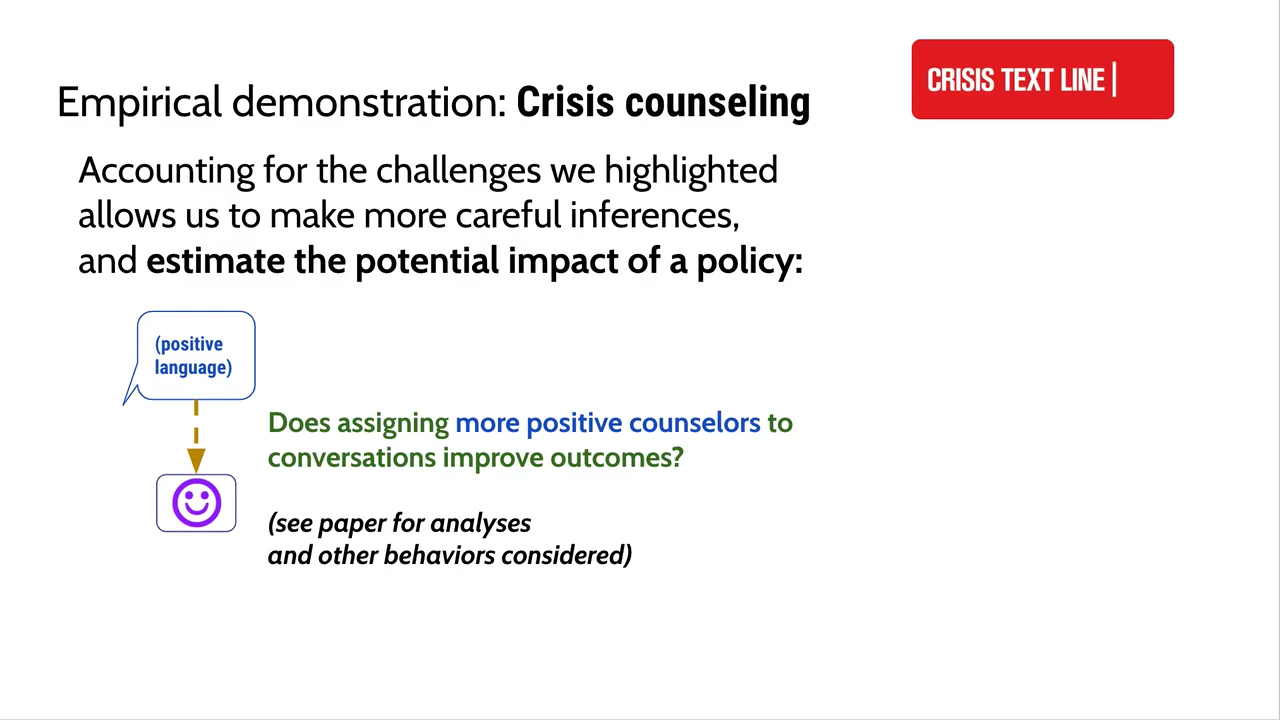 CRISIS TEXT LINE|
Empirical demonstration: Crisis counseling
Accounting for the challenges we highlighted
allows us to make more careful inferences,
and estimate the potential impact of a policy:
(positive
language)
Does assigning more positive counselors to
conversations improve outcomes?
(see paper for analyses
and other behaviors considered)